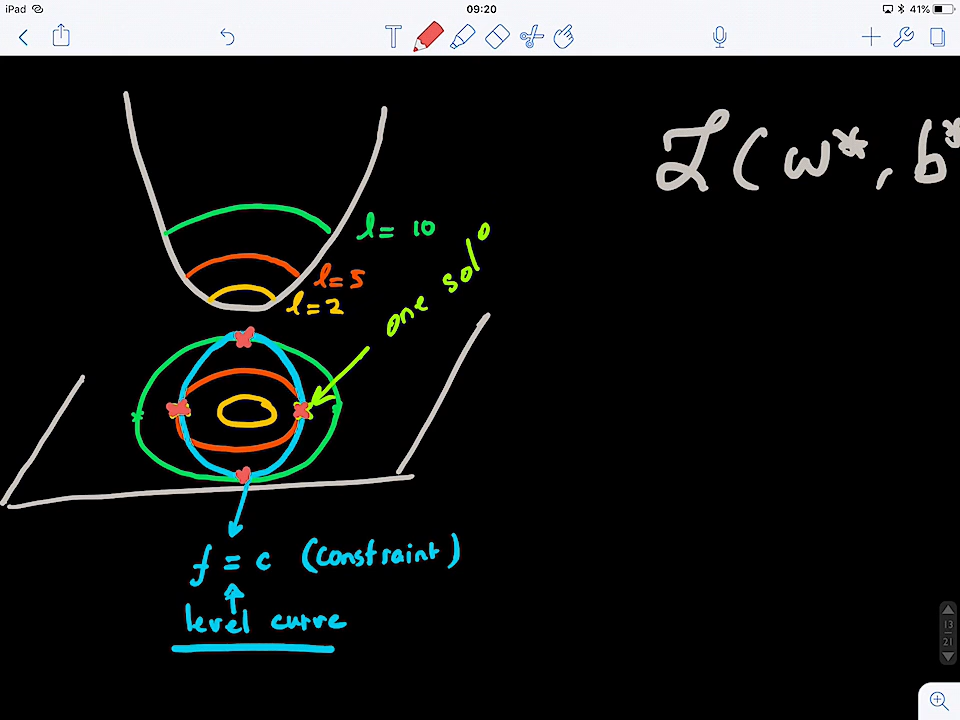 iPad 09:20 41%
T
L(w*, b*
l= 10
l=5
l=2
one sol
f = c (constraint)
level curve
13
21